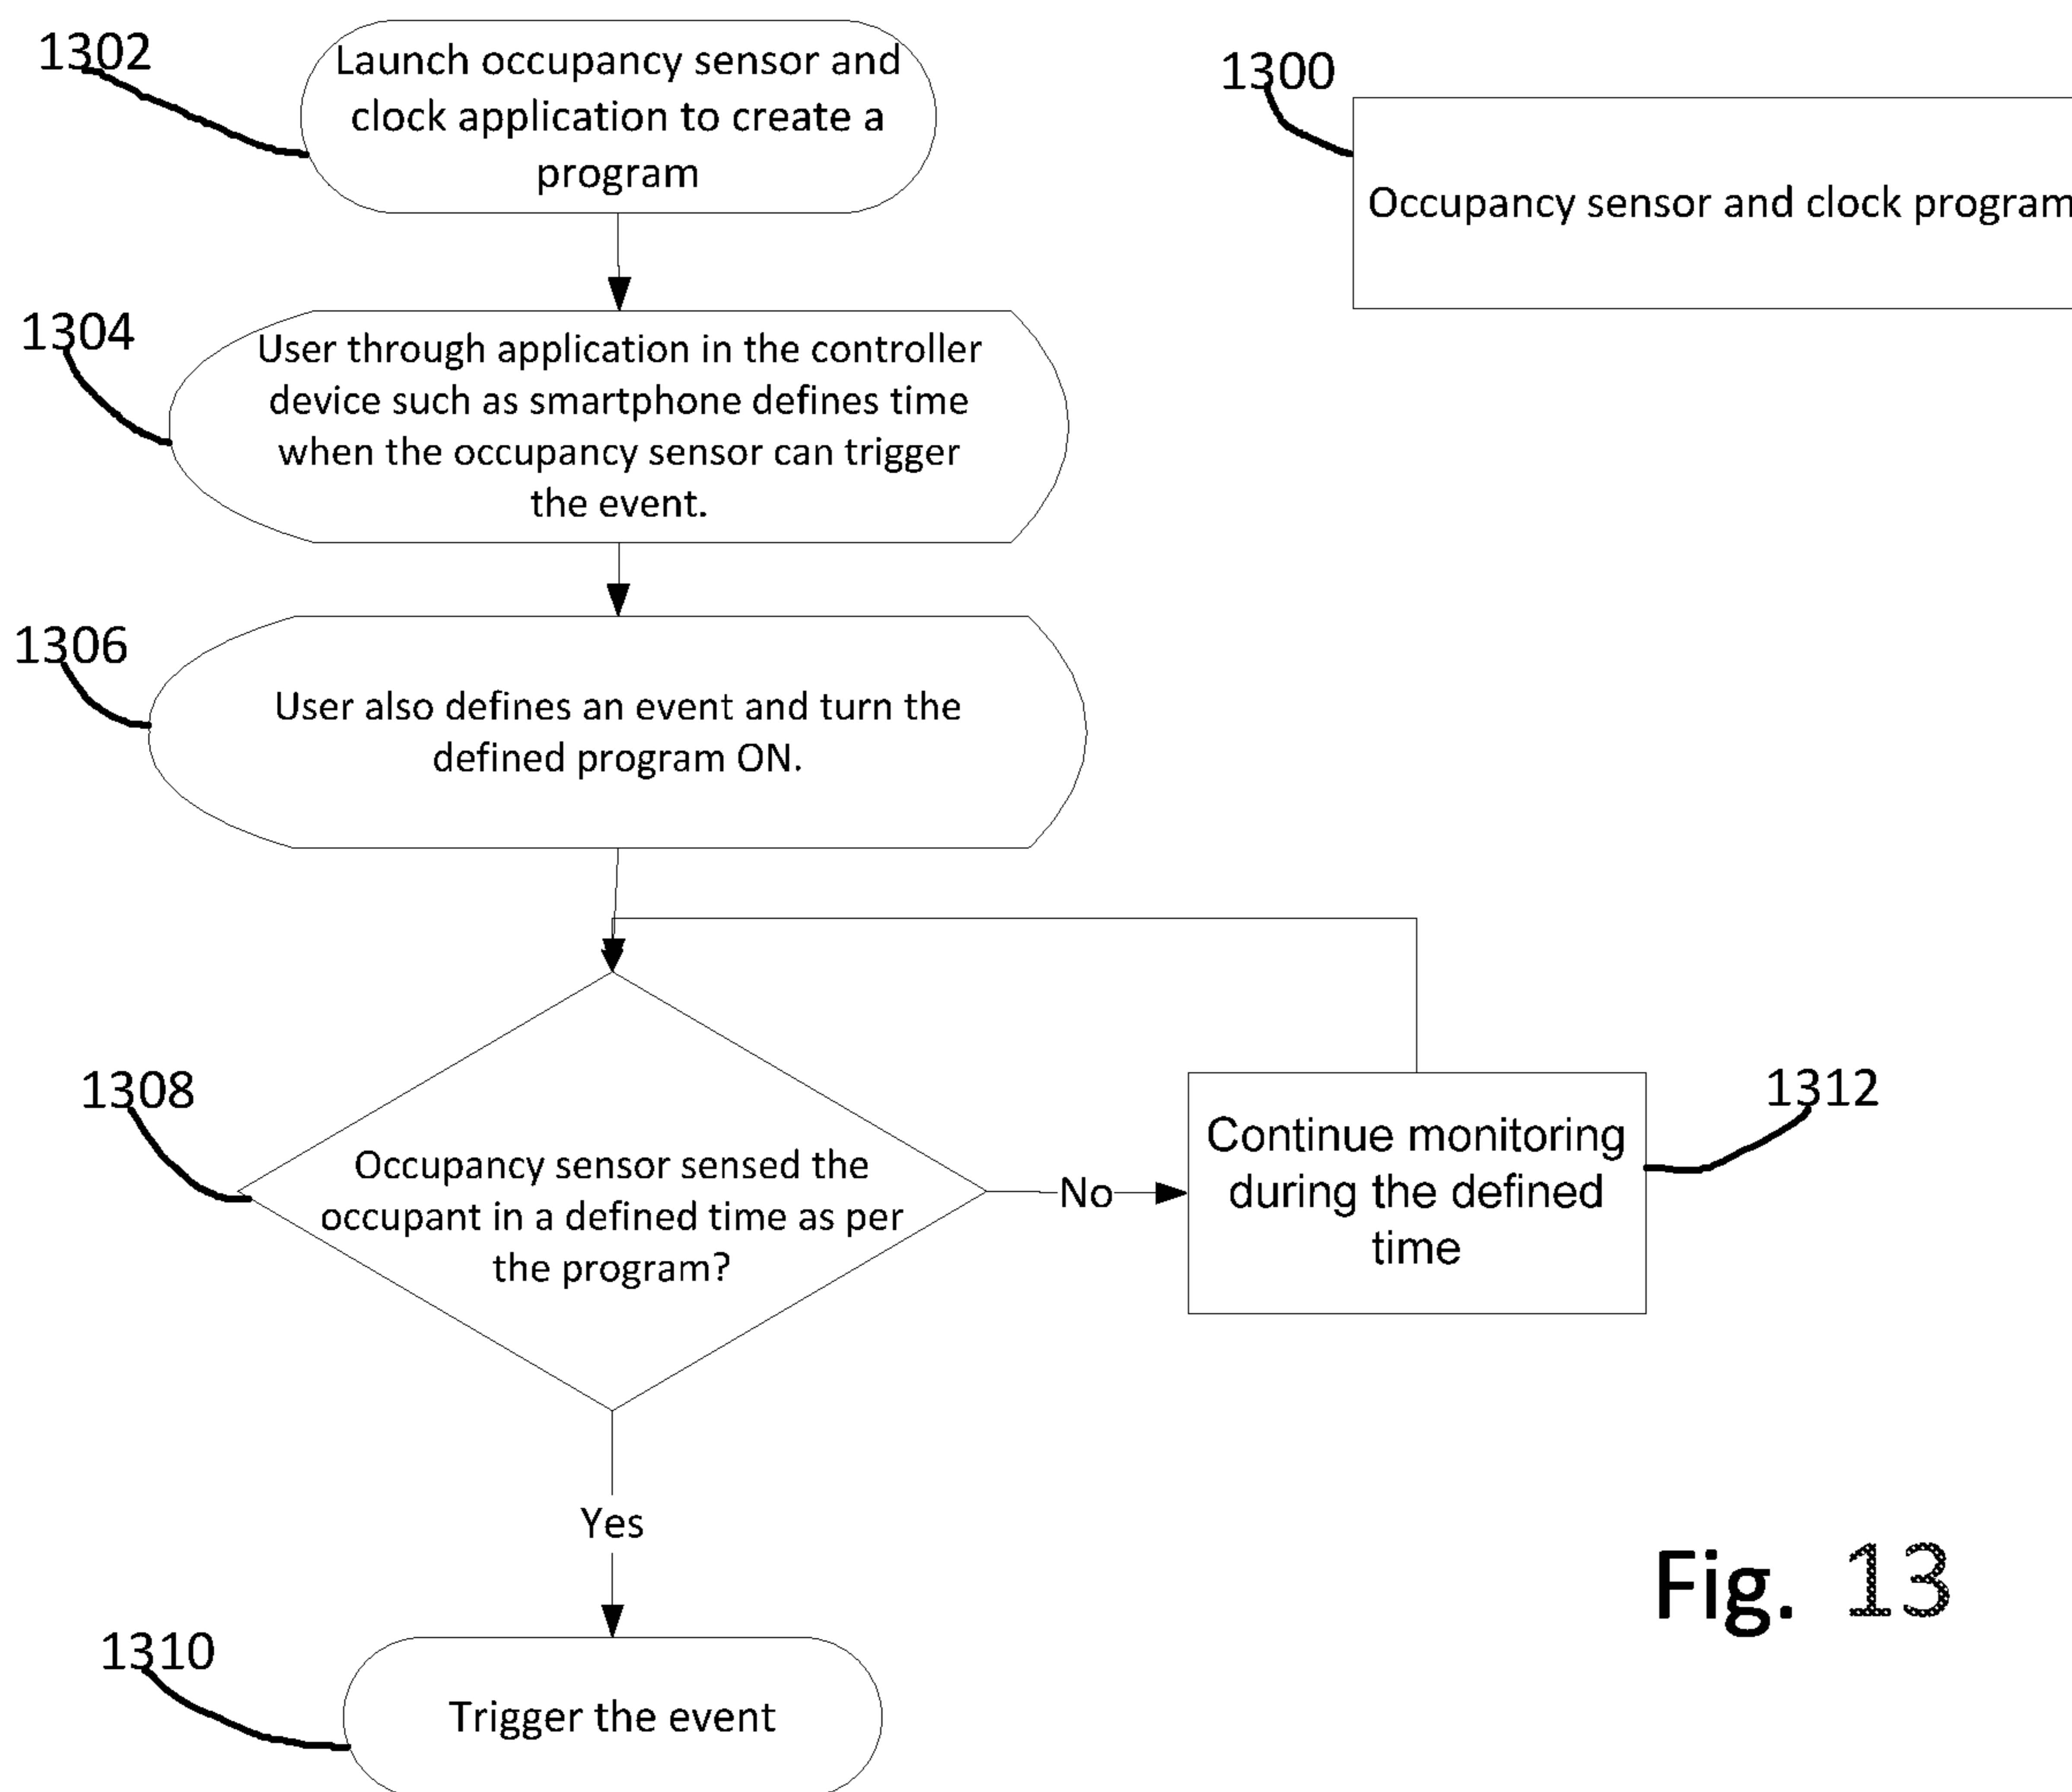 1302
Launch occupancy sensor and
clock application to create a
program
1300
Occupancy sensor and clock program
1304
User through application in the controller
device such as smartphone defines time
when the occupancy sensor can trigger
the event.
1306
User also defines an event and turn the
defined program ON.
1308
Occupancy sensor sensed the
occupant in a defined time as per
the program?
No
1312
Continue monitoring
during the defined
time
Yes
1310
Trigger the event
Fig. 13